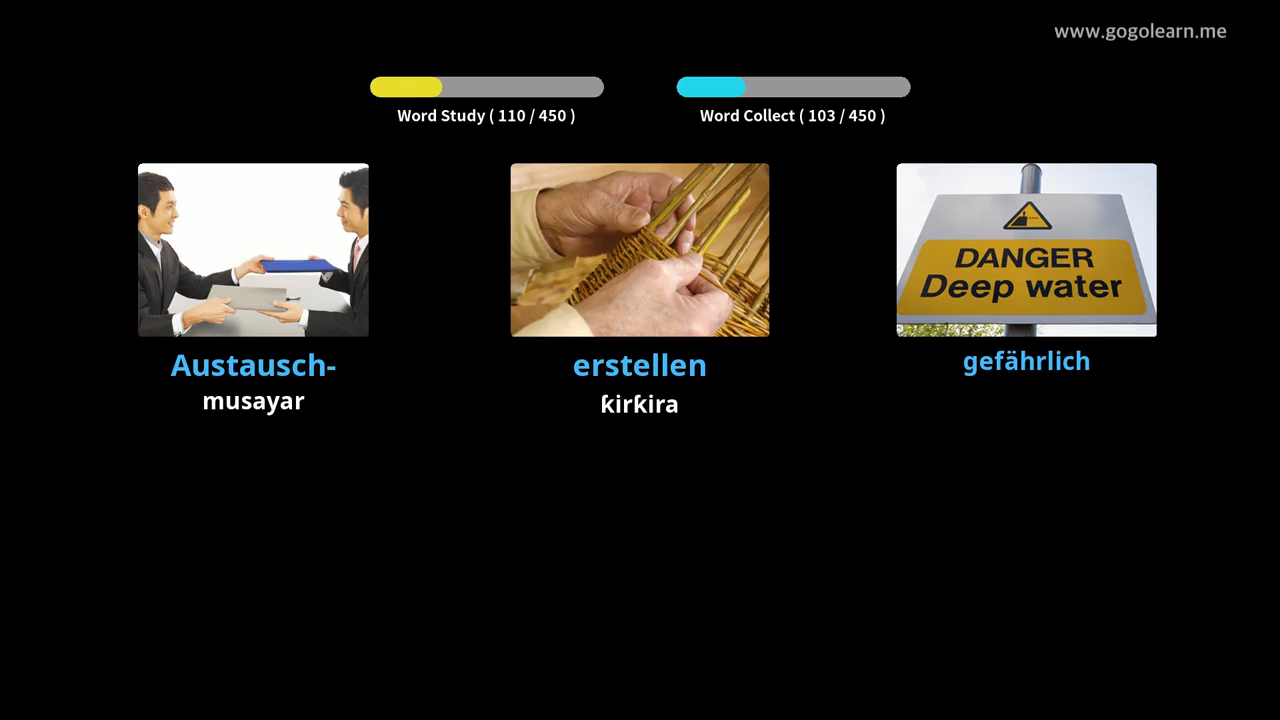 www.gogolearn.me
Word Study ( 110 / 450 )
Word Collect ( 103 / 450 )
DANGER
Deep water
Austausch-
musayar
erstellen
ƙirƙira
gefährlich